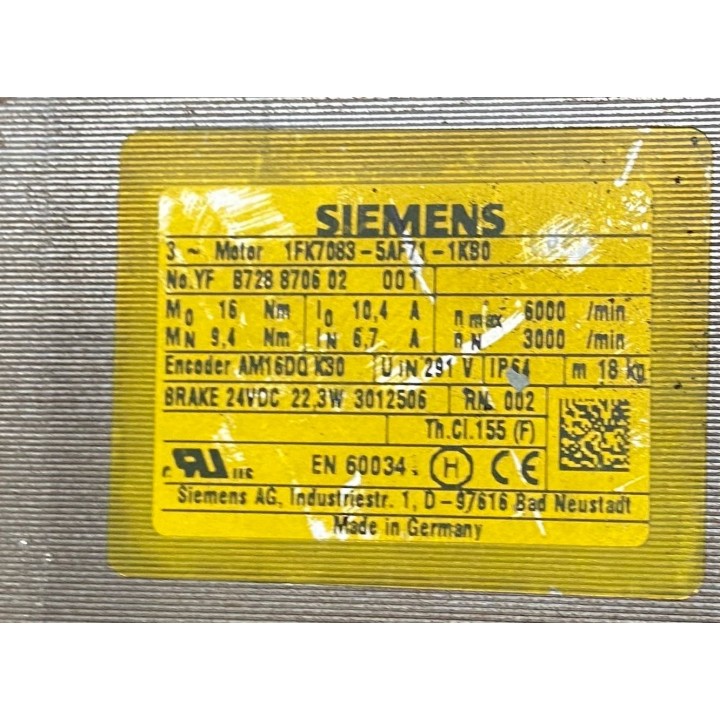 SIEMENS
3 ~ Motor 1FK7083-5AF71-1KB0
No.YF B728 8706 02 001
M0 16 Nm I0 10,4 A n max 6000 /min
MN 9,4 Nm IN 6,7 A n N 3000 /min
Encoder AM16DQ K30 U IN 291 V IP64 m 18 kg
BRAKE 24VDC 22,3W 3012506 RN. 002
Th.Cl.155 (F)
c RU us EN 60034 H CE
Siemens AG, Industriestr. 1, D-97616 Bad Neustadt
Made in Germany